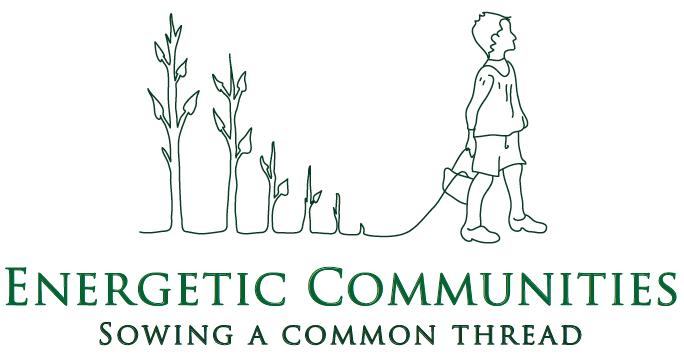 ENERGETIC COMMUNITIES
SOWING A COMMON THREAD